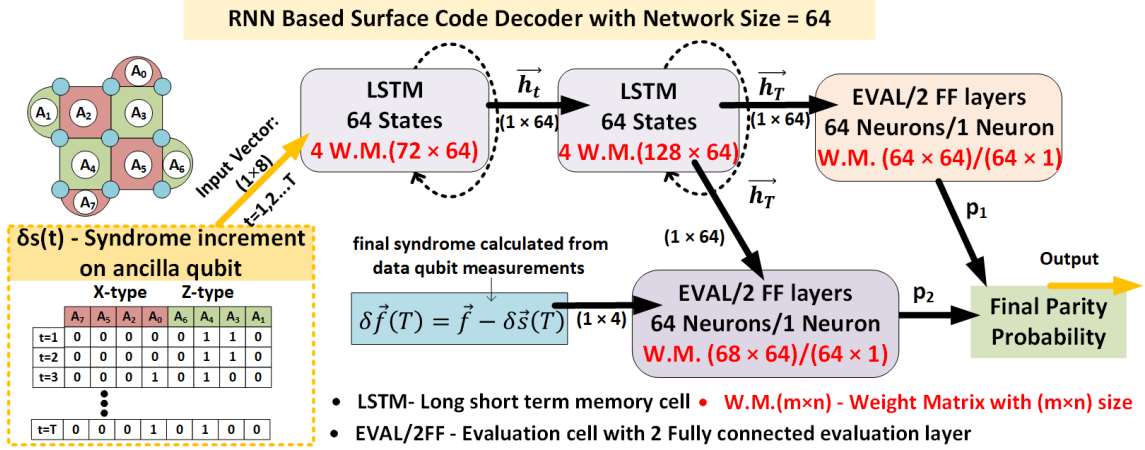 RNN Based Surface Code Decoder with Network Size = 64
A0
A1
A2
A3
A4
A5
A6
A7
Input Vector:
(1×8)
t=1,2...T
LSTM
64 States
4 W.M.(72 × 64)
h⃗t
(1 × 64)
LSTM
64 States
4 W.M.(128 × 64)
h⃗T
(1 × 64)
EVAL/2 FF layers
64 Neurons/1 Neuron
W.M. (64 × 64)/(64 × 1)
h⃗T
(1 × 64)
p1
δs(t) - Syndrome increment
on ancilla qubit
X-type Z-type
A7 A5 A2 A0 A6 A4 A3 A1
t=1 0 0 0 0 0 1 1 0
t=2 0 0 0 0 0 1 1 0
t=3 0 0 0 1 0 1 0 0
t=T 0 0 0 1 0 1 0 0
final syndrome calculated from
data qubit measurements
δf⃗(T) = f⃗ − δs⃗(T)
(1 × 4)
EVAL/2 FF layers
64 Neurons/1 Neuron
W.M. (68 × 64)/(64 × 1)
p2
Output
Final Parity
Probability
• LSTM- Long short term memory cell • W.M.(m×n) - Weight Matrix with (m×n) size
• EVAL/2FF - Evaluation cell with 2 Fully connected evaluation layer